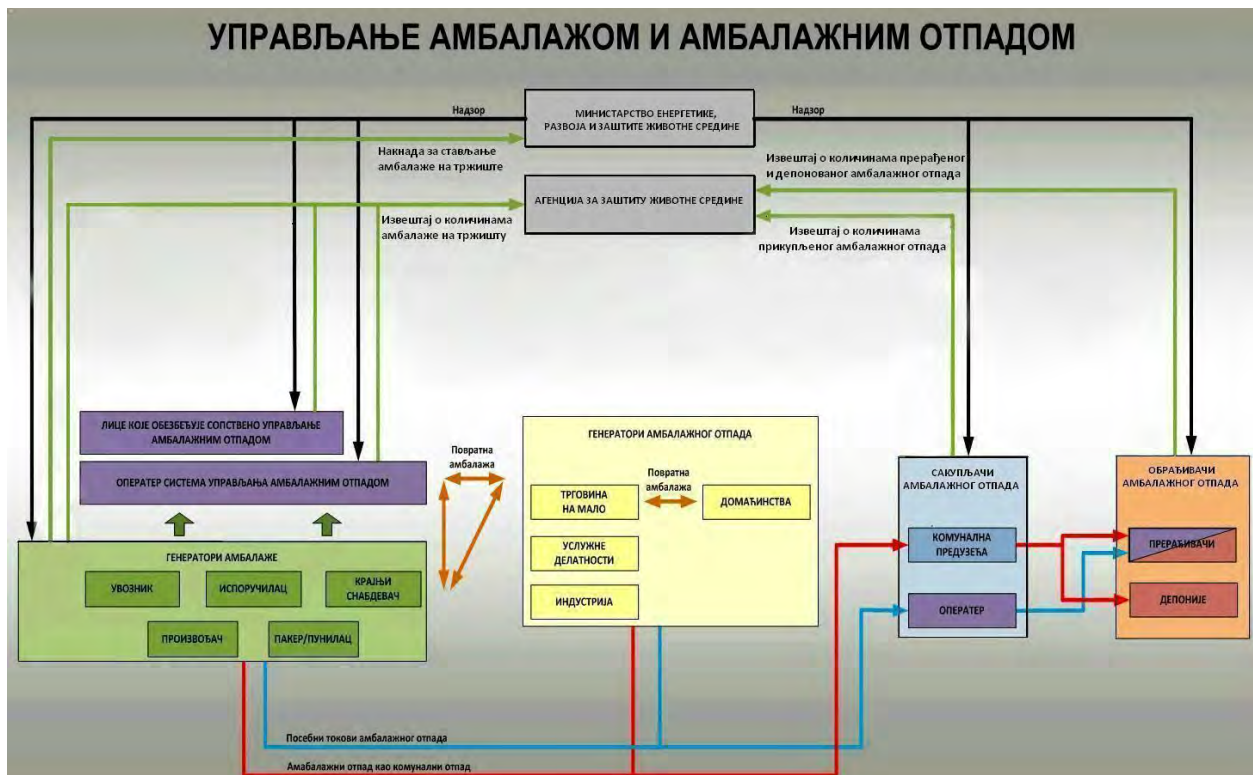 УПРАВЉАЊЕ АМБАЛАЖОМ И АМБАЛАЖНИМ ОТПАДОМ
Надзор
МИНИСТАРСТВО ЕНЕРГЕТИКЕ,
РАЗВОЈА И ЗАШТИТЕ ЖИВОТНЕ СРЕДИНЕ
Надзор
Накнада за стављање
амбалаже на тржиште
Извештај о количинама прерађеног
и депонованог амбалажног отпада
АГЕНЦИЈА ЗА ЗАШТИТУ ЖИВОТНЕ СРЕДИНЕ
Извештај о количинама
амбалаже на тржишту
Извештај о количинама
прикупљеног амбалажног отпада
ЛИЦЕ КОЈЕ ОБЕЗБЕЂУЈЕ СОПСТВЕНО УПРАВЉАЊЕ
АМБАЛАЖНИМ ОТПАДОМ
ОПЕРАТЕР СИСТЕМА УПРАВЉАЊА АМБАЛАЖНИМ ОТПАДОМ
Повратна
амбалажа
ГЕНЕРАТОРИ АМБАЛАЖНОГ ОТПАДА
Повратна
амбалажа
ТРГОВИНА
НА МАЛО
ДОМАЋИНСТВА
УСЛУЖНЕ
ДЕЛАТНОСТИ
ИНДУСТРИЈА
САКУПЉАЧИ
АМБАЛАЖНОГ ОТПАДА
КОМУНАЛНА
ПРЕДУЗЕЋА
ОПЕРАТЕР
ОБРАЂИВАЧИ
АМБАЛАЖНОГ ОТПАДА
ПРЕРАЂИВАЧИ
ДЕПОНИЈЕ
ГЕНЕРАТОРИ АМБАЛАЖЕ
УВОЗНИК
ИСПОРУЧИЛАЦ
КРАЈЊИ
СНАБДЕВАЧ
ПРОИЗВОЂАЧ
ПАКЕР/ПУНИЛАЦ
Посебни токови амбалажног отпада
Амабалажни отпад као комунални отпад